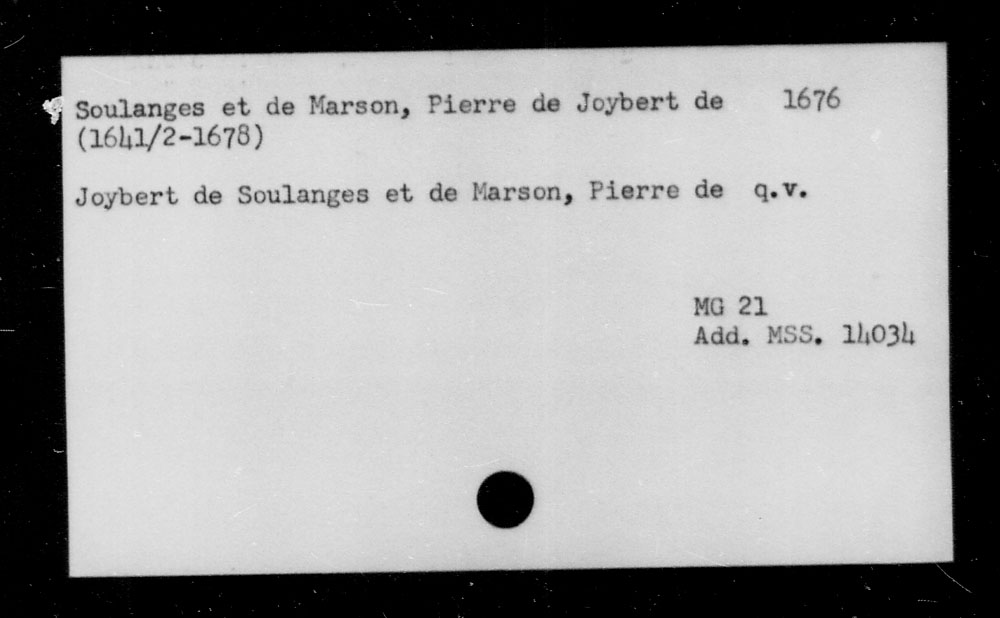 Soulanges et de Marson, Pierre de Joybert de 1676
(1641/2-1678)
Joybert de Soulanges et de Marson, Pierre de q.v.
MG 21
Add. MSS. 14034